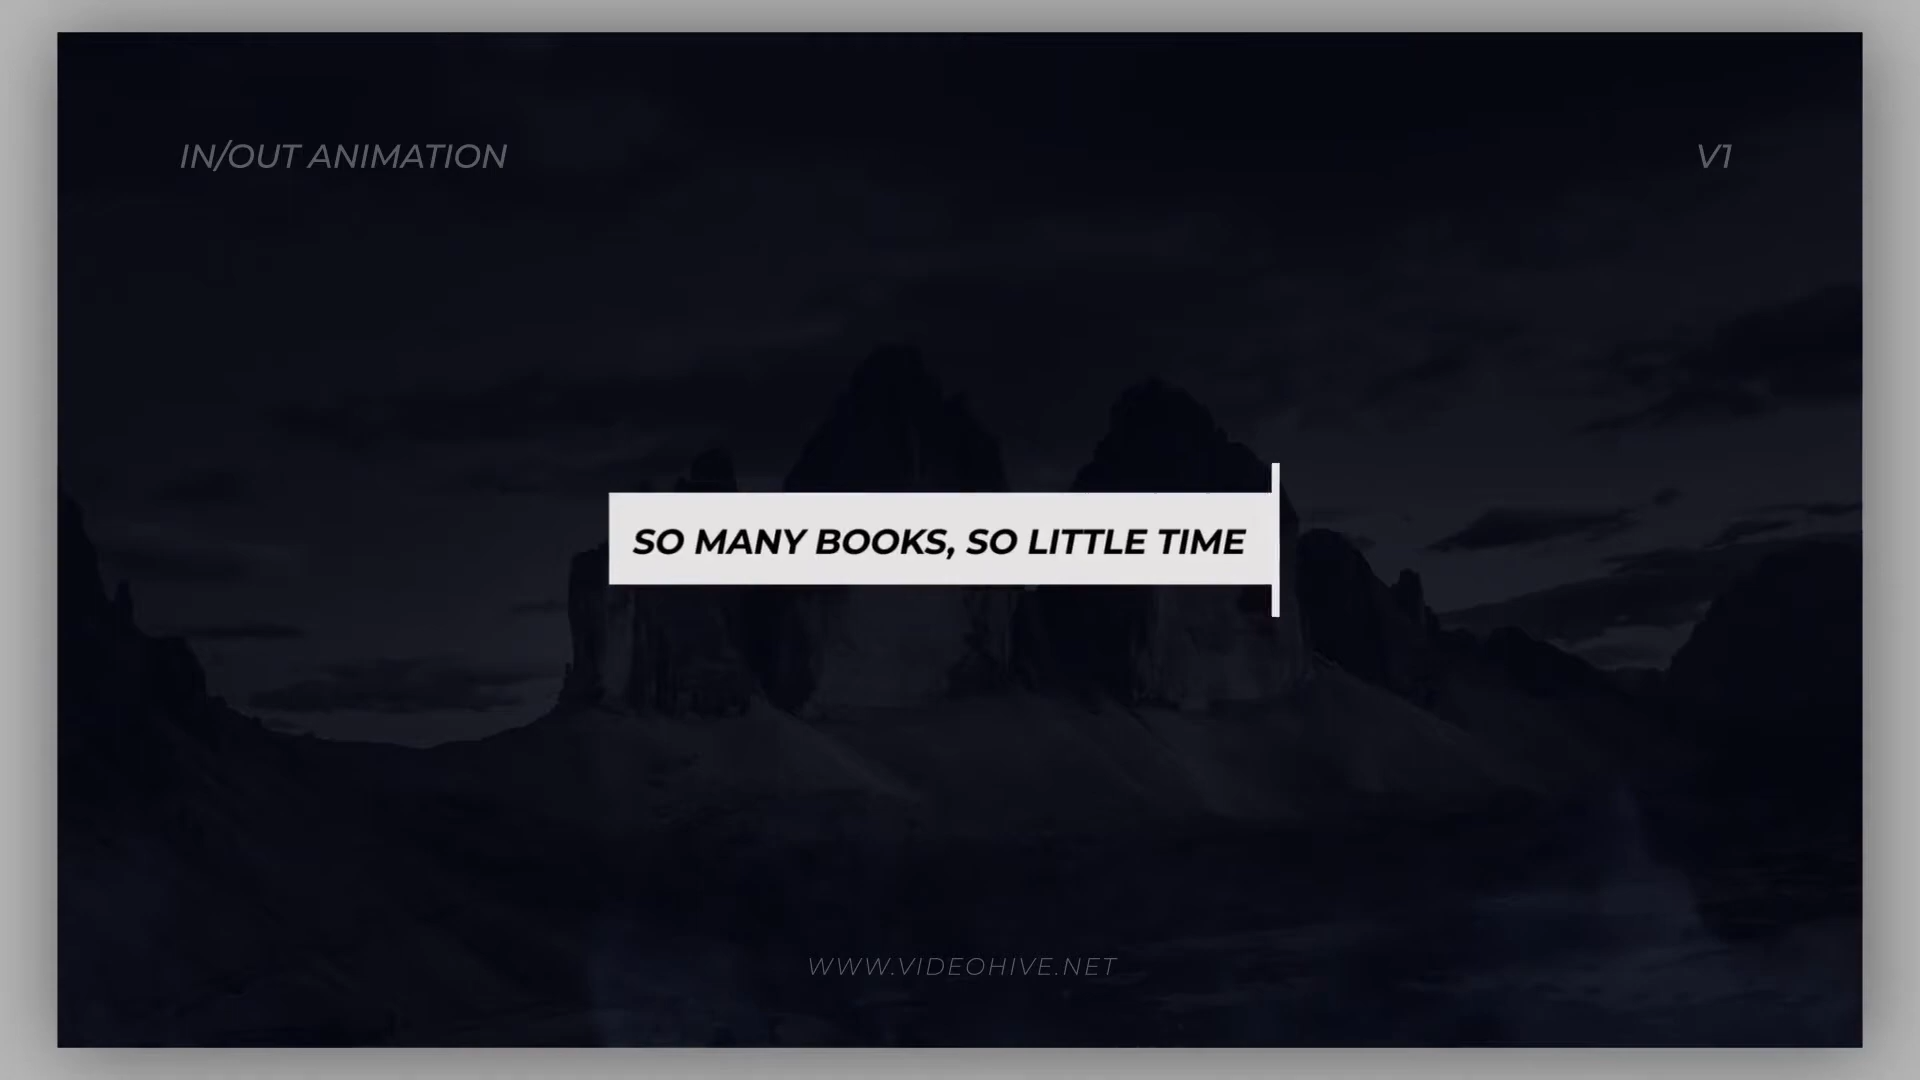 IN/OUT ANIMATION
V1
SO MANY BOOKS, SO LITTLE TIME
WWW.VIDEOHIVE.NET